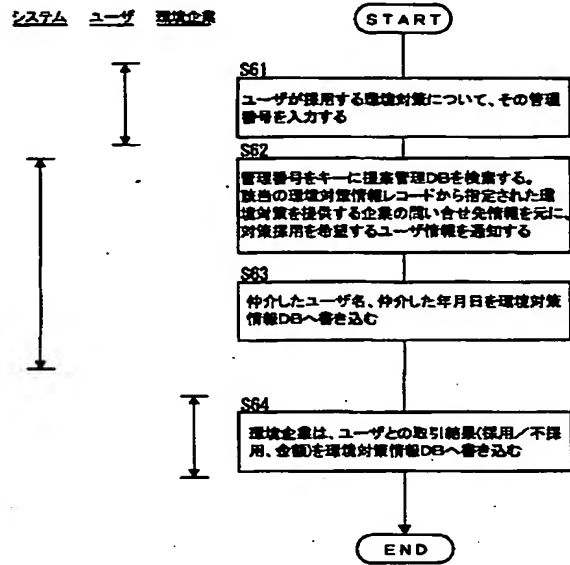 システム ユーザ 環境企業
START
S61
ユーザが採用する環境対策について、その管理
番号を入力する
S62
管理番号をキーに提案管理DBを検索する。
該当の環境対策情報レコードから指定された環
境対策を提供する企業の問い合せ先情報を元に、
対策採用を希望するユーザ情報を通知する
S63
仲介したユーザ名、仲介した年月日を環境対策
情報DBへ書き込む
S64
環境企業は、ユーザとの取引結果(採用／不採
用、金額)を環境対策情報DBへ書き込む
END